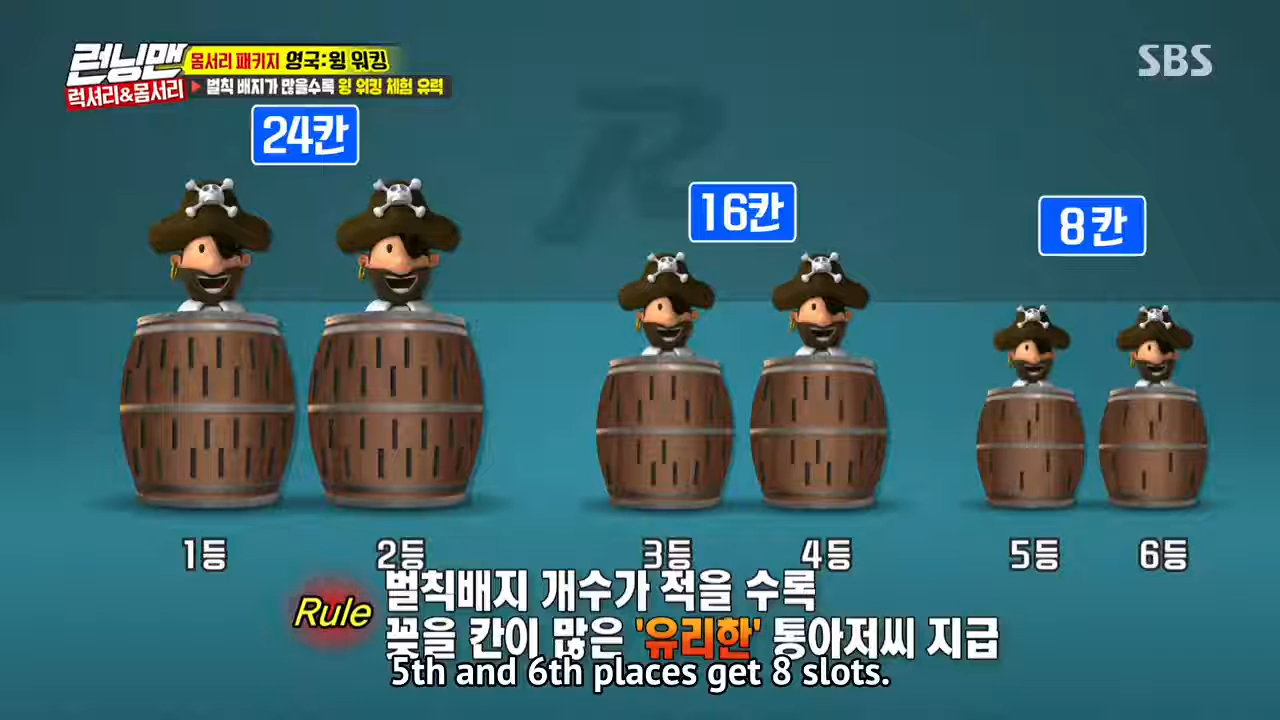 런닝맨
럭셔리&몸서리
몸서리 패키지 영국:윙 워킹
▶ 벌칙 배지가 많을수록 윙 워킹 체험 유력
SBS
24칸
16칸
8칸
1등 2등 3등 4등 5등 6등
Rule
벌칙배지 개수가 적을 수록
꽂을 칸이 많은 '유리한' 통아저씨 지급
5th and 6th places get 8 slots.